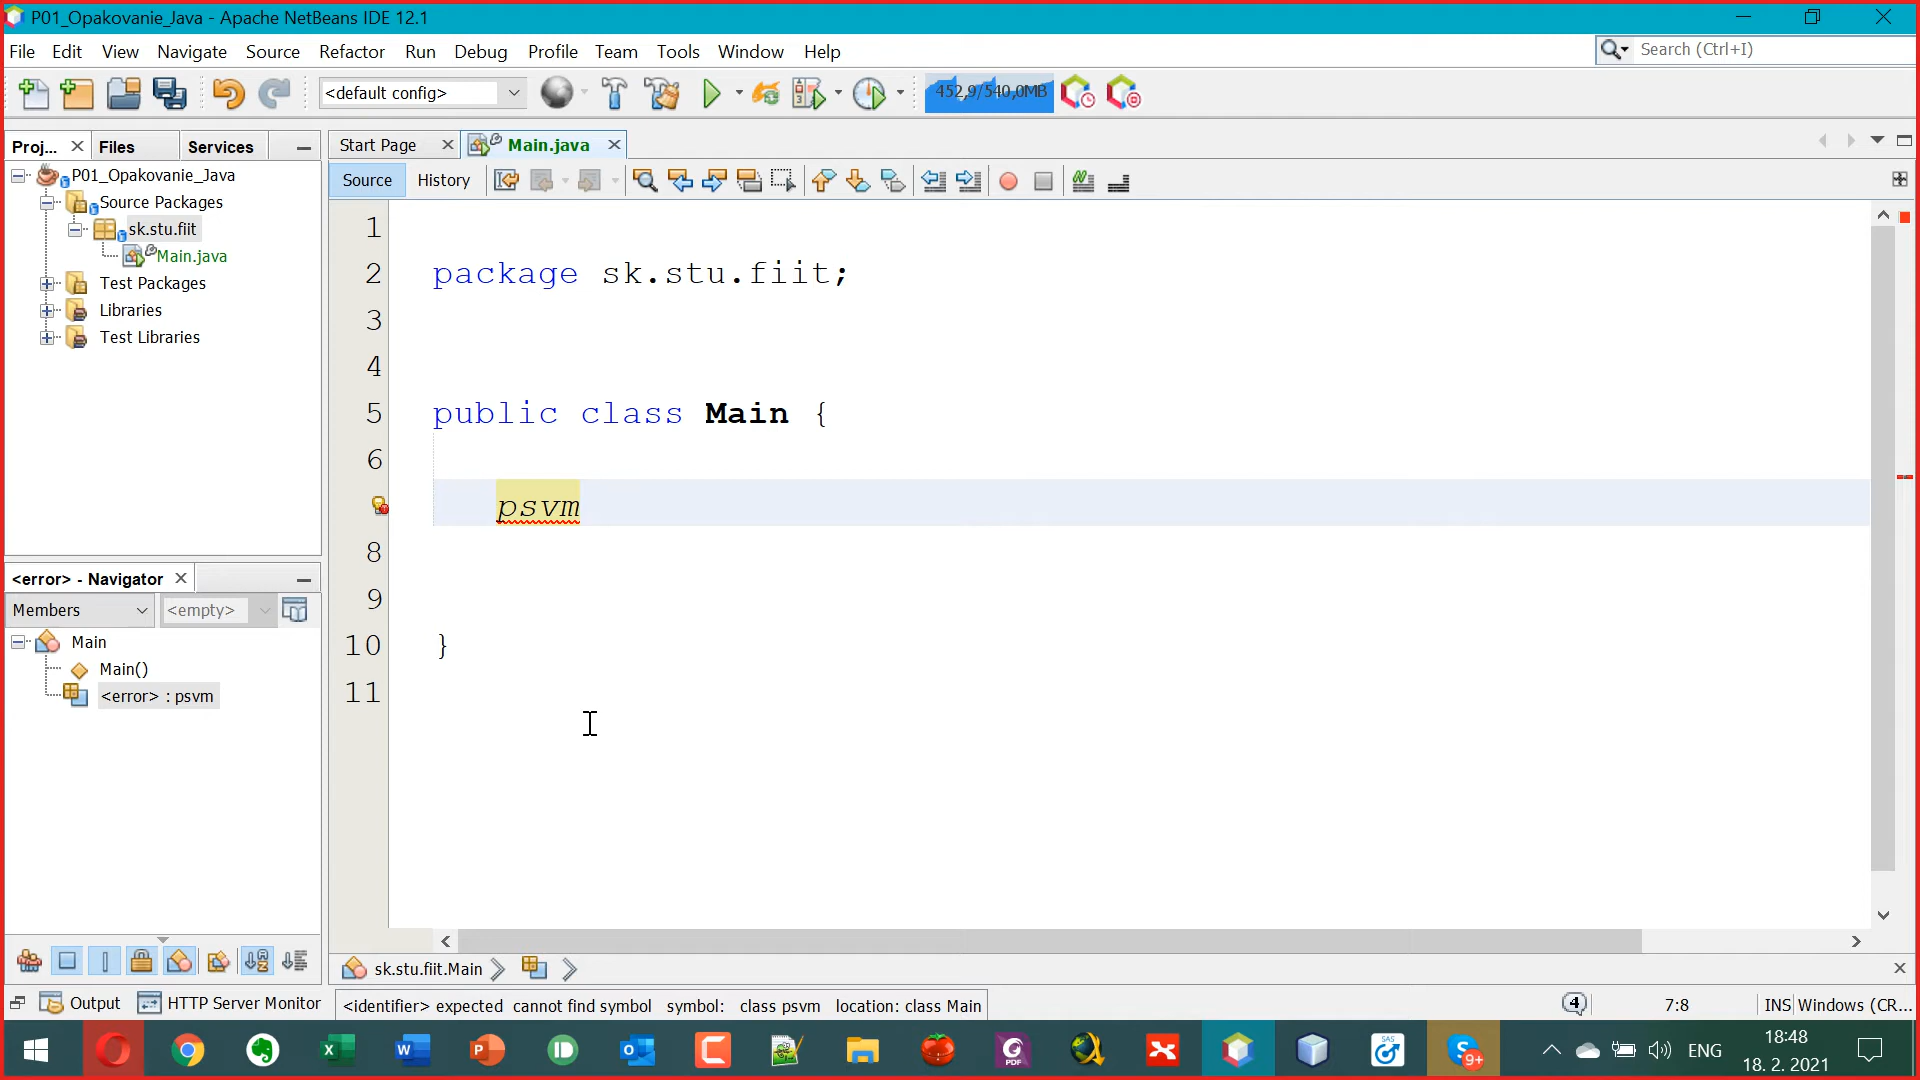 P01_Opakovanie_Java - Apache NetBeans IDE 12.1
File Edit View Navigate Source Refactor Run Debug Profile Team Tools Window Help
Search (Ctrl+I)
<default config>
452,9/540,0MB
Proj... Files Services
Start Page Main.java
Source History
P01_Opakovanie_Java
Source Packages
sk.stu.fiit
Main.java
Test Packages
Libraries
Test Libraries
1
2 package sk.stu.fiit;
3
4
5 public class Main {
6
psvm
8
9
10 }
11
<error> - Navigator
Members <empty>
Main
Main()
<error> : psvm
sk.stu.fiit.Main
Output HTTP Server Monitor
<identifier> expected cannot find symbol symbol: class psvm location: class Main
4 7:8 INS Windows (CR...
9+ ENG
18:48
18. 2. 2021